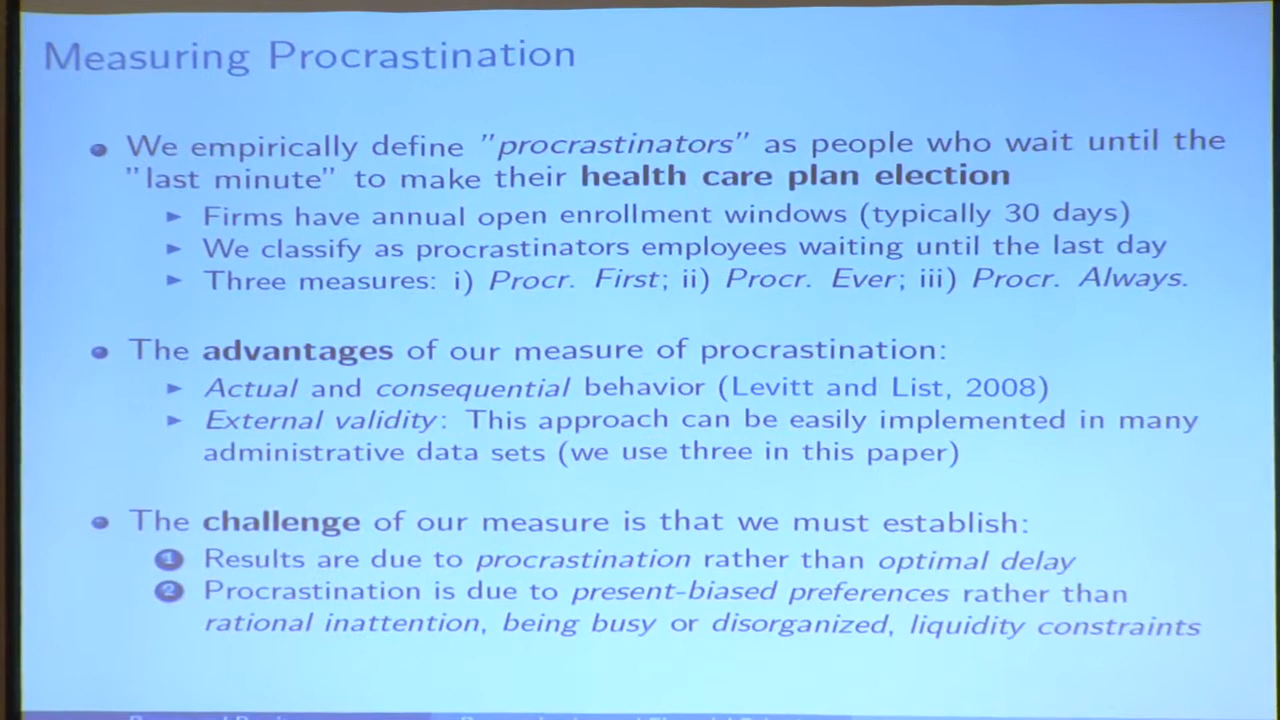 Measuring Procrastination
We empirically define "procrastinators" as people who wait until the
"last minute" to make their health care plan election
Firms have annual open enrollment windows (typically 30 days)
We classify as procrastinators employees waiting until the last day
Three measures: i) Procr. First; ii) Procr. Ever; iii) Procr. Always.
The advantages of our measure of procrastination:
Actual and consequential behavior (Levitt and List, 2008)
External validity: This approach can be easily implemented in many
administrative data sets (we use three in this paper)
The challenge of our measure is that we must establish:
1 Results are due to procrastination rather than optimal delay
2 Procrastination is due to present-biased preferences rather than
rational inattention, being busy or disorganized, liquidity constraints